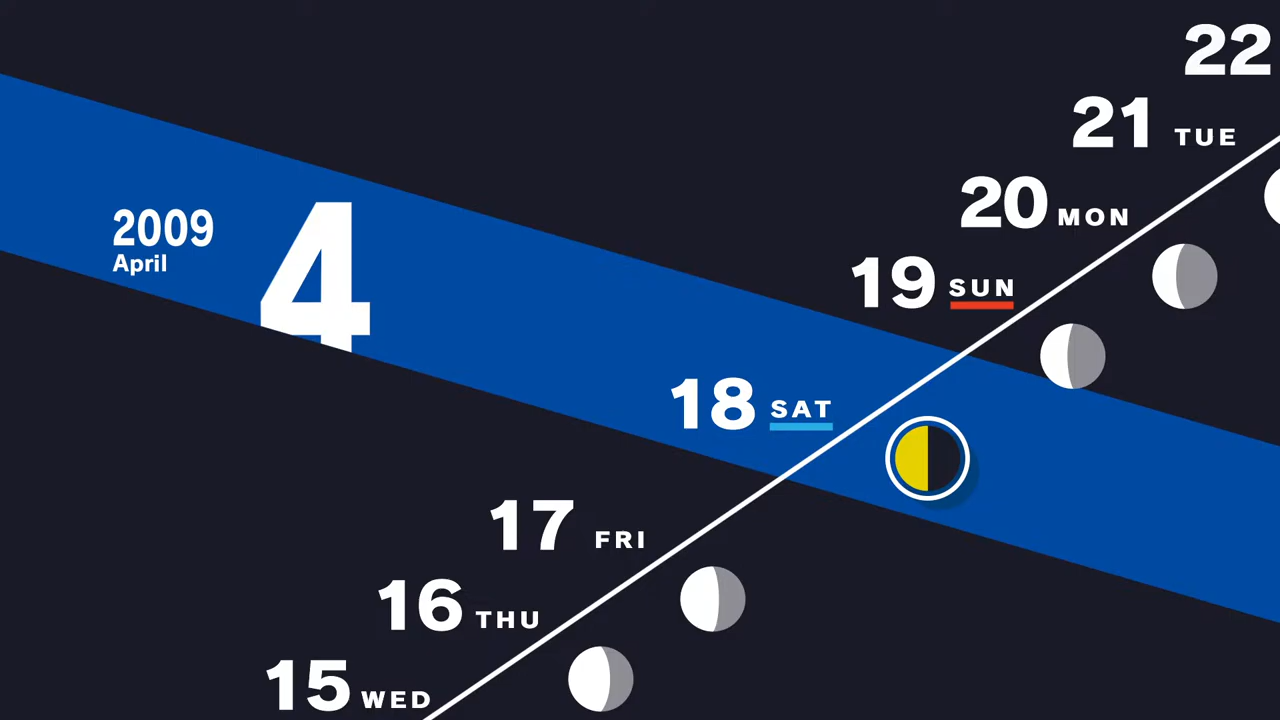 22
21 TUE
20 MON
2009
April
4
19 SUN
18 SAT
17 FRI
16 THU
15 WED